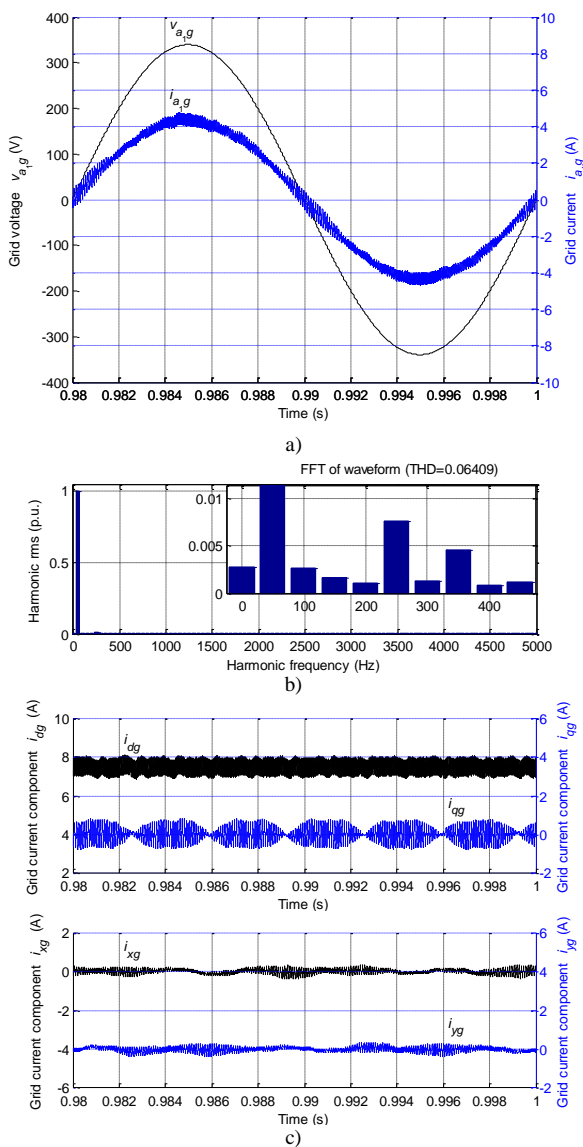 400
300
200
100
0
-100
-200
-300
-400
10
8
6
4
2
0
-2
-4
-6
-8
-10
Grid voltage v_{a_1g} (V)
Grid current i_{a_1g} (A)
v_{a_1g}
i_{a_1g}
0.98 0.982 0.984 0.986 0.988 0.99 0.992 0.994 0.996 0.998 1
Time (s)
a)
FFT of waveform (THD=0.06409)
Harmonic rms (p.u.)
1
0.5
0
0.01
0.005
0
0 100 200 300 400
0 500 1000 1500 2000 2500 3000 3500 4000 4500 5000
Harmonic frequency (Hz)
b)
Grid current component i_{dg} (A)
10
8
6
4
2
i_{dg}
i_{qg}
6
4
2
0
-2
Grid current component i_{qg} (A)
0.98 0.982 0.984 0.986 0.988 0.99 0.992 0.994 0.996 0.998 1
Time (s)
Grid current component i_{xg} (A)
2
0
-2
-4
-6
i_{xg}
i_{yg}
6
4
2
0
-2
Grid current component i_{yg} (A)
0.98 0.982 0.984 0.986 0.988 0.99 0.992 0.994 0.996 0.998 1
Time (s)
c)